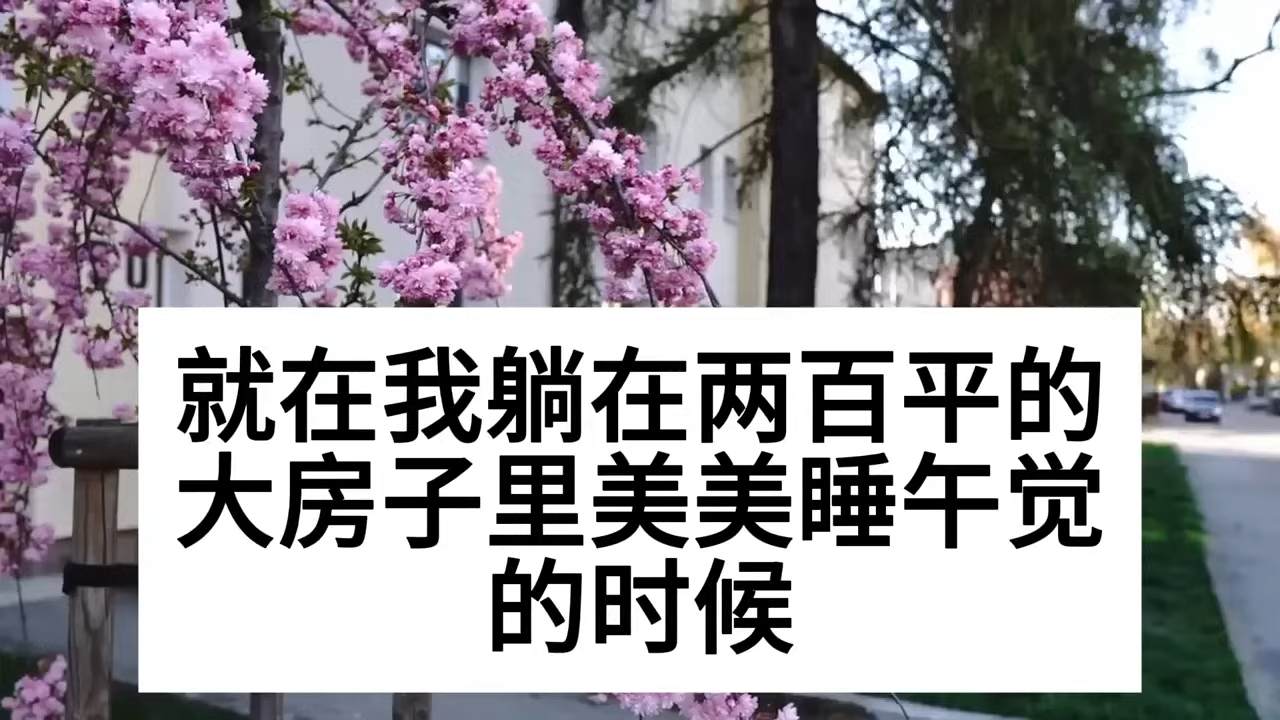 就在我躺在两百平的
大房子里美美睡午觉
的时候